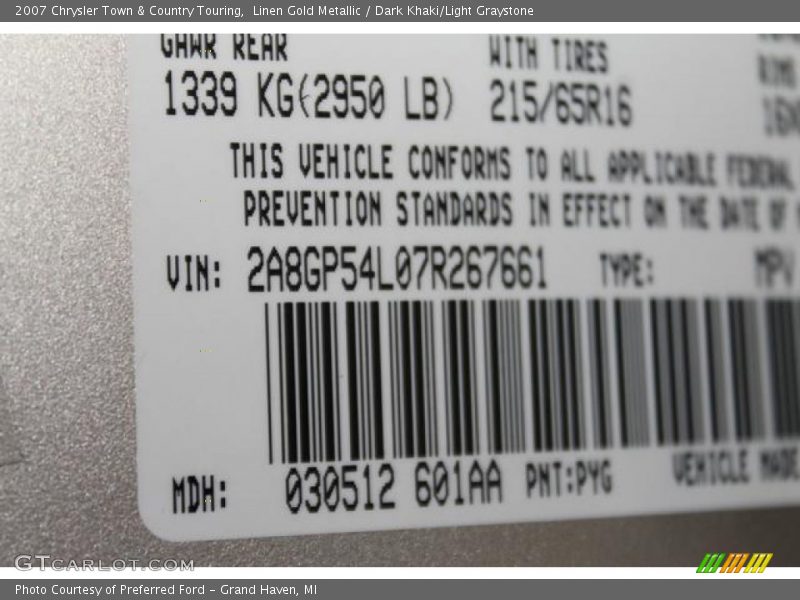 2007 Chrysler Town & Country Touring, Linen Gold Metallic / Dark Khaki/Light Graystone
GAWR REAR WITH TIRES
1339 KG(2950 LB) 215/65R16
THIS VEHICLE CONFORMS TO ALL APPLICABLE FEDERAL
PREVENTION STANDARDS IN EFFECT ON THE DATE OF
VIN: 2A8GP54L07R267661 TYPE: MPV
MDH: 030512 601AA PNT:PYG VEHICLE MADE
GTCARLOT.COM
Photo Courtesy of Preferred Ford – Grand Haven, MI